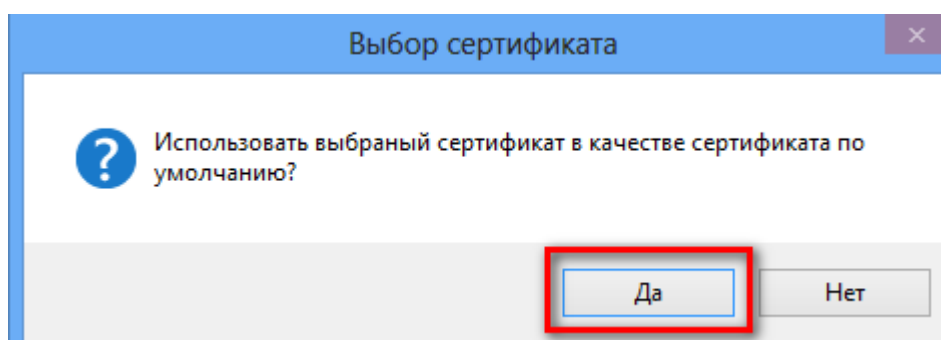 Выбор сертификата
Использовать выбраный сертификат в качестве сертификата по
умолчанию?
Да
Нет